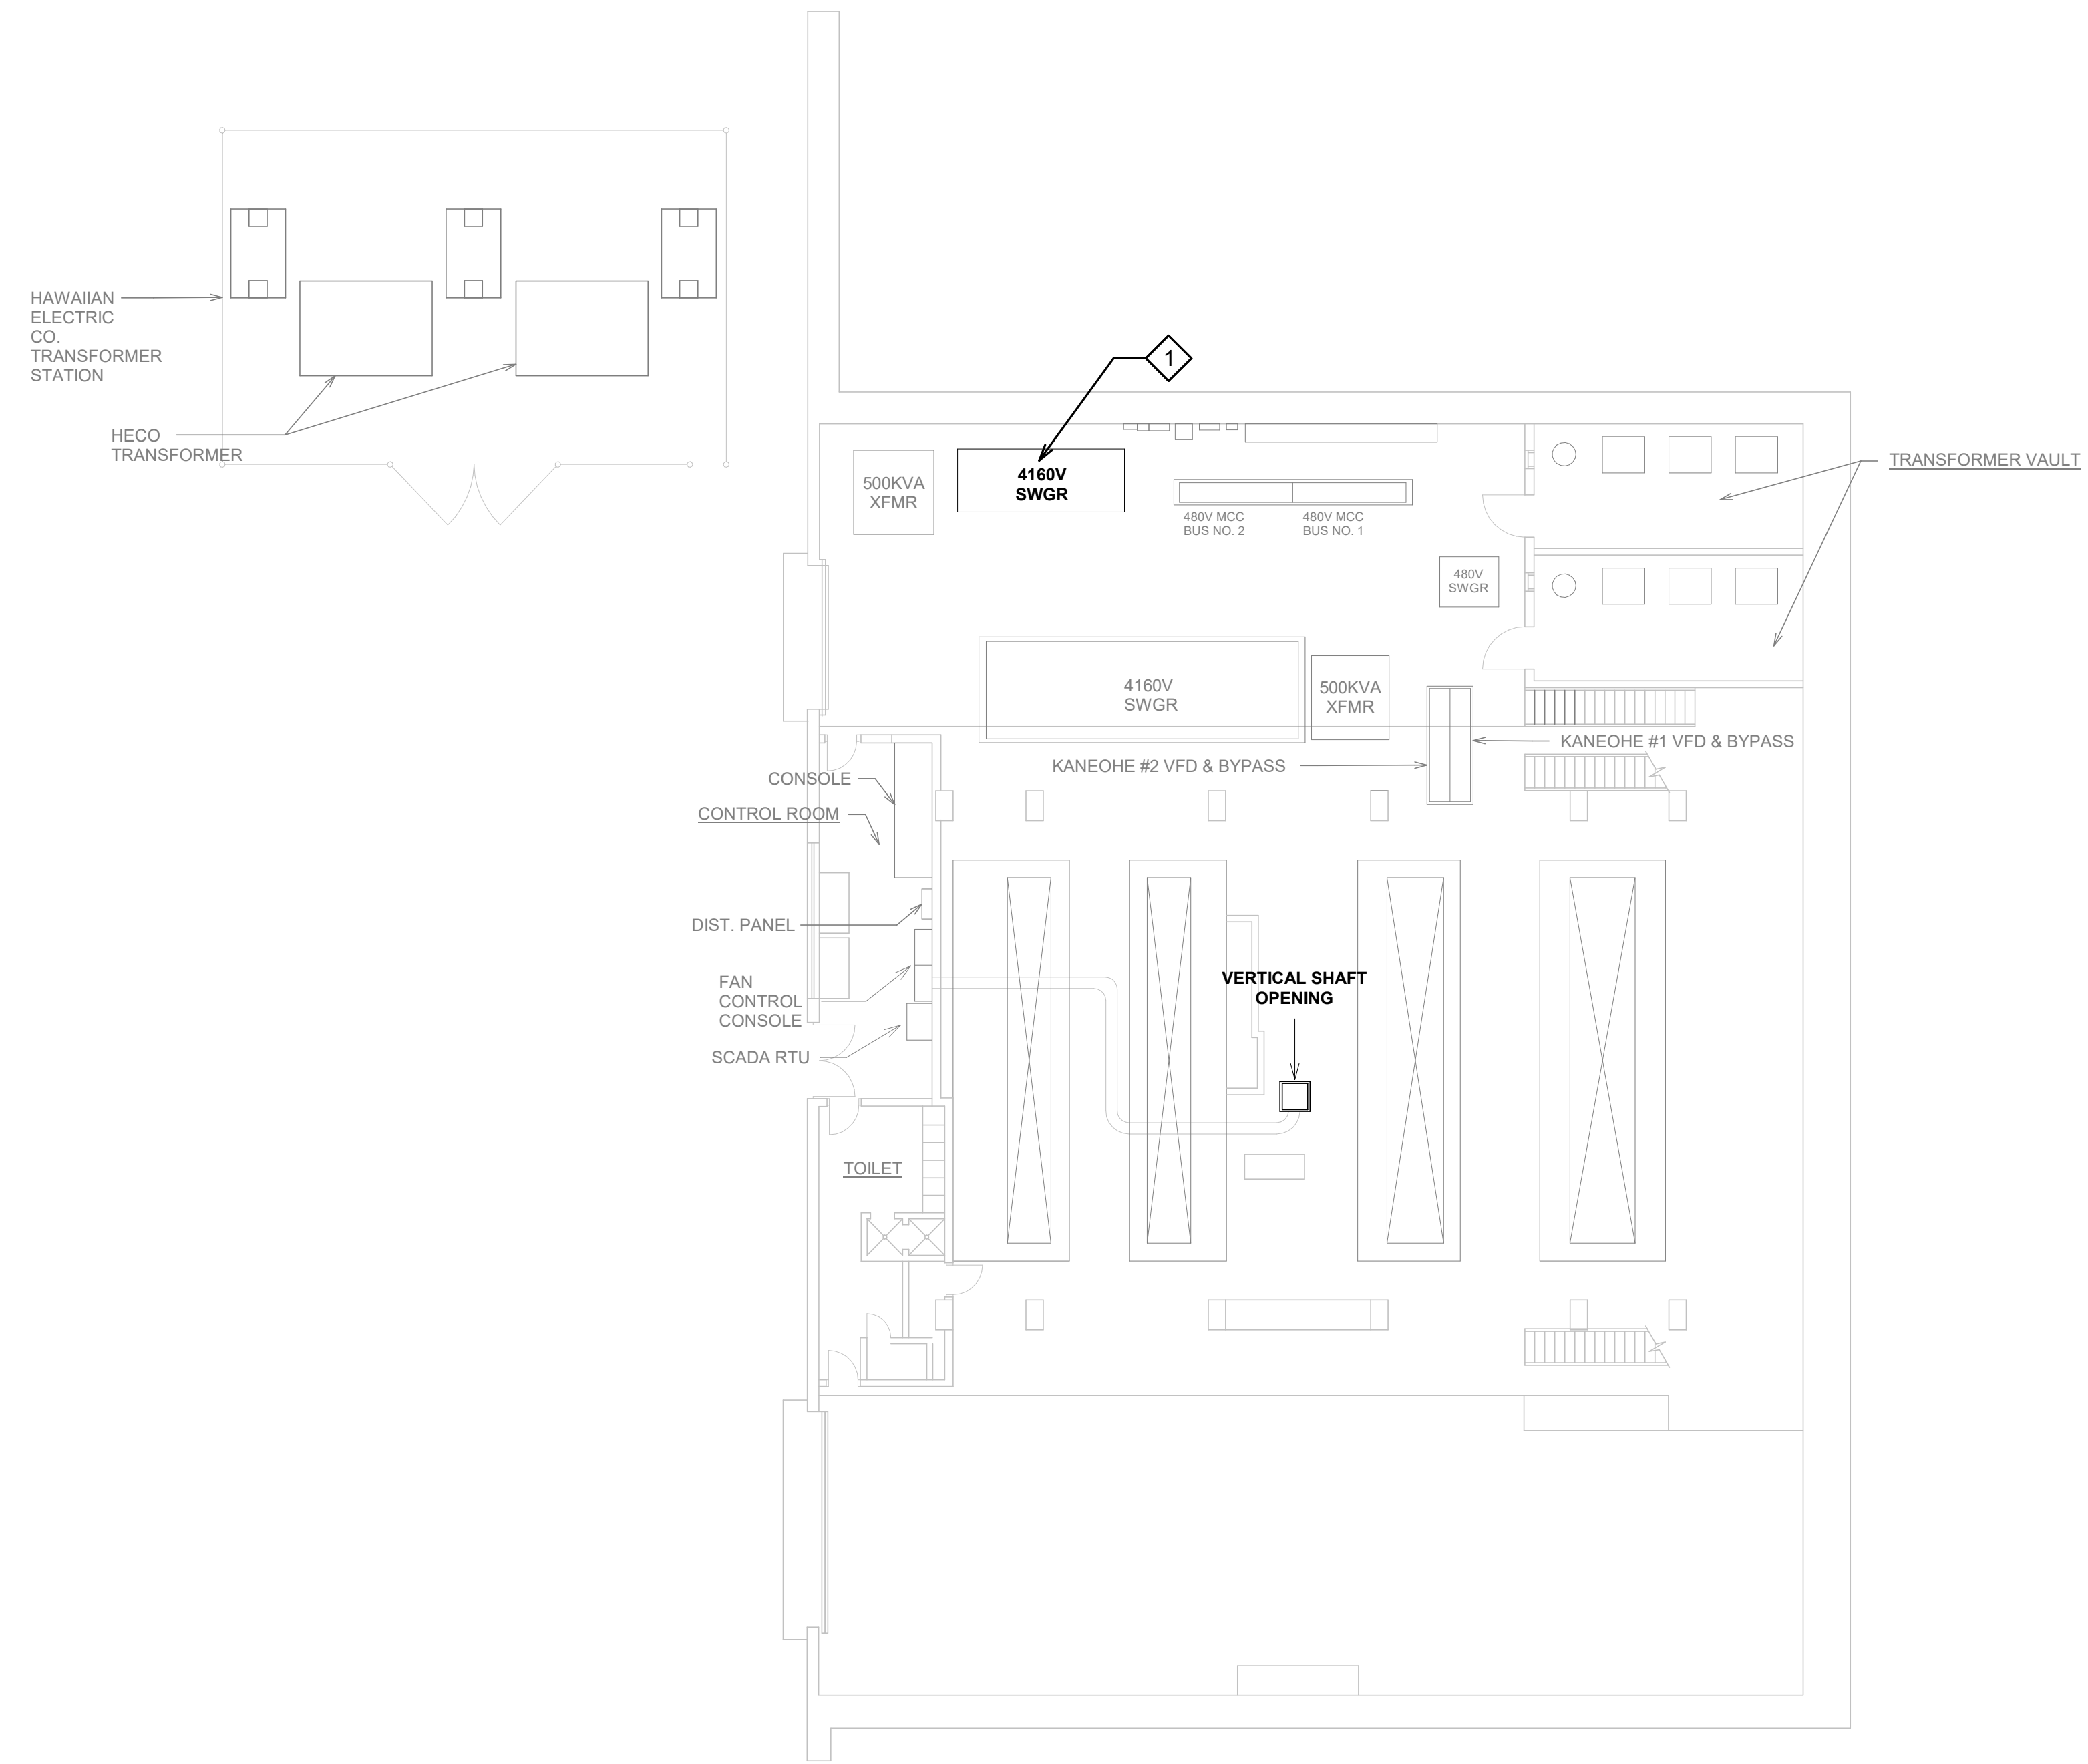 HAWAIIAN
ELECTRIC
CO.
TRANSFORMER
STATION
HECO
TRANSFORMER
1
500KVA
XFMR
4160V
SWGR
480V MCC
BUS NO. 2
480V MCC
BUS NO. 1
TRANSFORMER VAULT
480V
SWGR
4160V
SWGR
500KVA
XFMR
KANEOHE #1 VFD & BYPASS
KANEOHE #2 VFD & BYPASS
CONSOLE
CONTROL ROOM
DIST. PANEL
FAN
CONTROL
CONSOLE
SCADA RTU
VERTICAL SHAFT
OPENING
TOILET